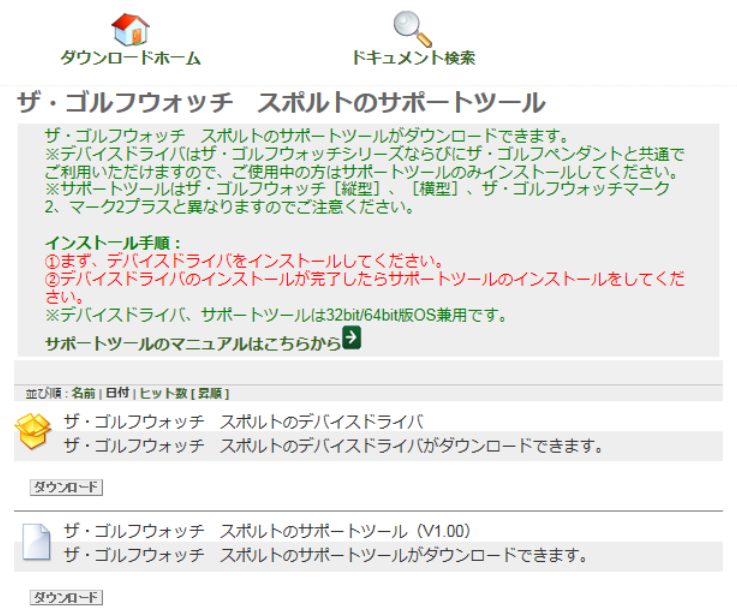 ダウンロードホーム　ドキュメント検索
ザ・ゴルフウォッチ　スポルトのサポートツール
ザ・ゴルフウォッチ　スポルトのサポートツールがダウンロードできます。
※デバイスドライバはザ・ゴルフウォッチシリーズならびにザ・ゴルフペンダントと共通で
ご利用いただけますので、ご使用中の方はサポートツールのみインストールしてください。
※サポートツールはザ・ゴルフウォッチ［縦型］、［横型］、ザ・ゴルフウォッチマーク
2、マーク2プラスと異なりますのでご注意ください。
インストール手順：
①まず、デバイスドライバをインストールしてください。
②デバイスドライバのインストールが完了したらサポートツールのインストールをしてくだ
さい。
※デバイスドライバ、サポートツールは32bit/64bit版OS兼用です。
サポートツールのマニュアルはこちらから
並び順 : 名前 | 日付 | ヒット数 [ 昇順 ]
ザ・ゴルフウォッチ　スポルトのデバイスドライバ
ザ・ゴルフウォッチ　スポルトのデバイスドライバがダウンロードできます。
ダウンロード
ザ・ゴルフウォッチ　スポルトのサポートツール（V1.00）
ザ・ゴルフウォッチ　スポルトのサポートツールがダウンロードできます。
ダウンロード